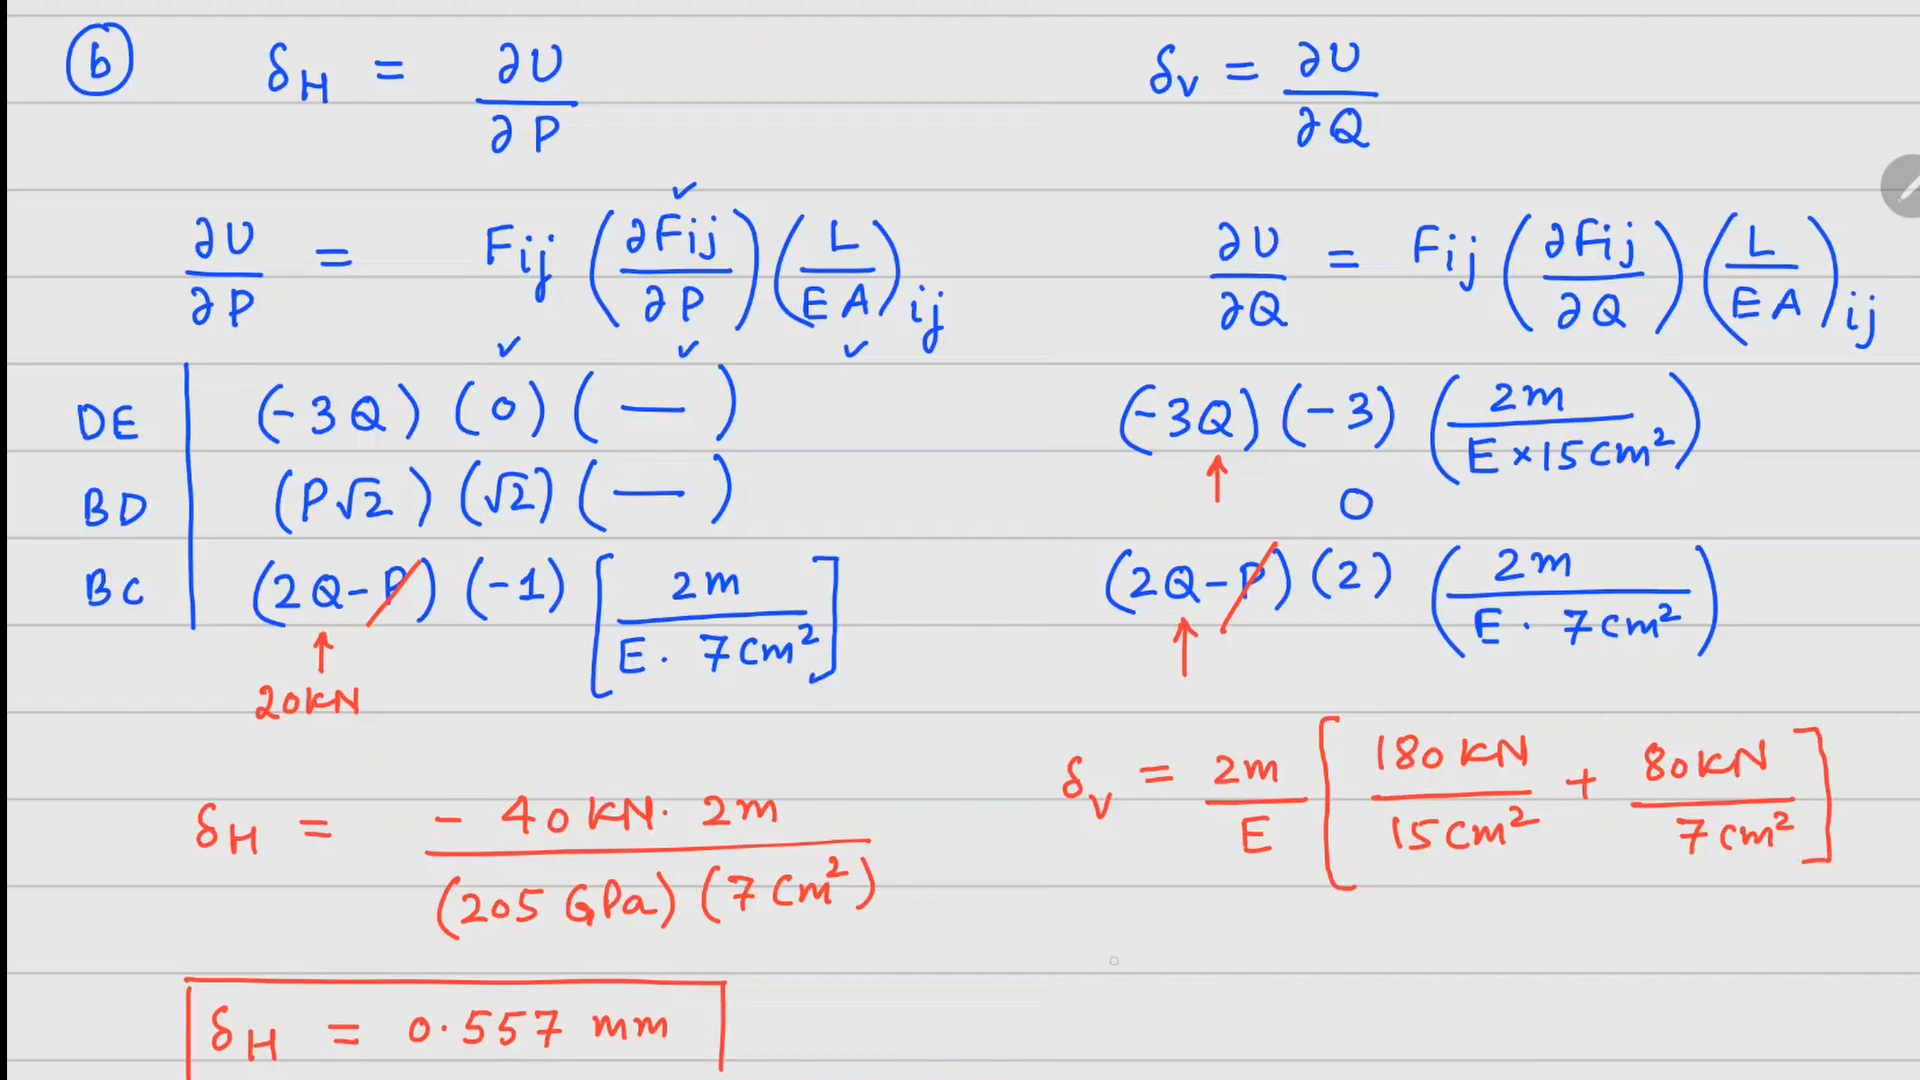 b δH = ∂U/∂P
∂U/∂P = Fij (∂Fij/∂P) (L/EA)ij
DE (-3Q) (0) (—)
BD (P√2) (√2) (—)
BC (2Q-P) (-1) [2m/E. 7cm²]
20KN
δH = - 40KN. 2m/(205 GPa) (7 cm²)
δH = 0.557 mm
δv = ∂U/∂Q
∂U/∂Q = Fij (∂Fij/∂Q) (L/EA)ij
(-3Q) (-3) (2m/E×15cm²)
0
(2Q-P) (2) (2m/E. 7cm²)
δv = 2m/E [180KN/15cm² + 80KN/7cm²]